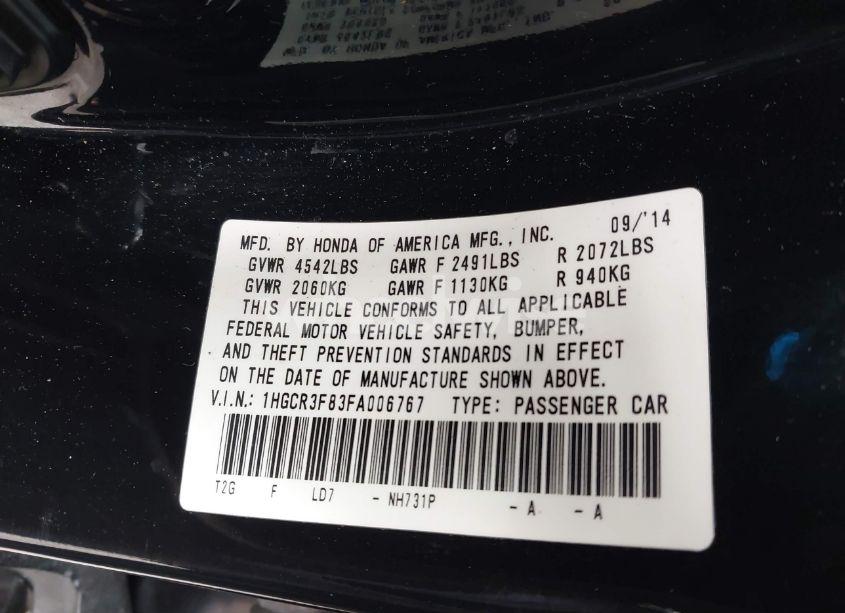 MFD. BY HONDA OF AMERICA MFG., INC. 09/'14
GVWR 4542LBS GAWR F 2491LBS R 2072LBS
GVWR 2060KG GAWR F 1130KG R 940KG
THIS VEHICLE CONFORMS TO ALL APPLICABLE
FEDERAL MOTOR VEHICLE SAFETY, BUMPER,
AND THEFT PREVENTION STANDARDS IN EFFECT
ON THE DATE OF MANUFACTURE SHOWN ABOVE.
V.I.N.: 1HGCR3F83FA006767 TYPE: PASSENGER CAR
T2G F LD7 - NH731P - A - A